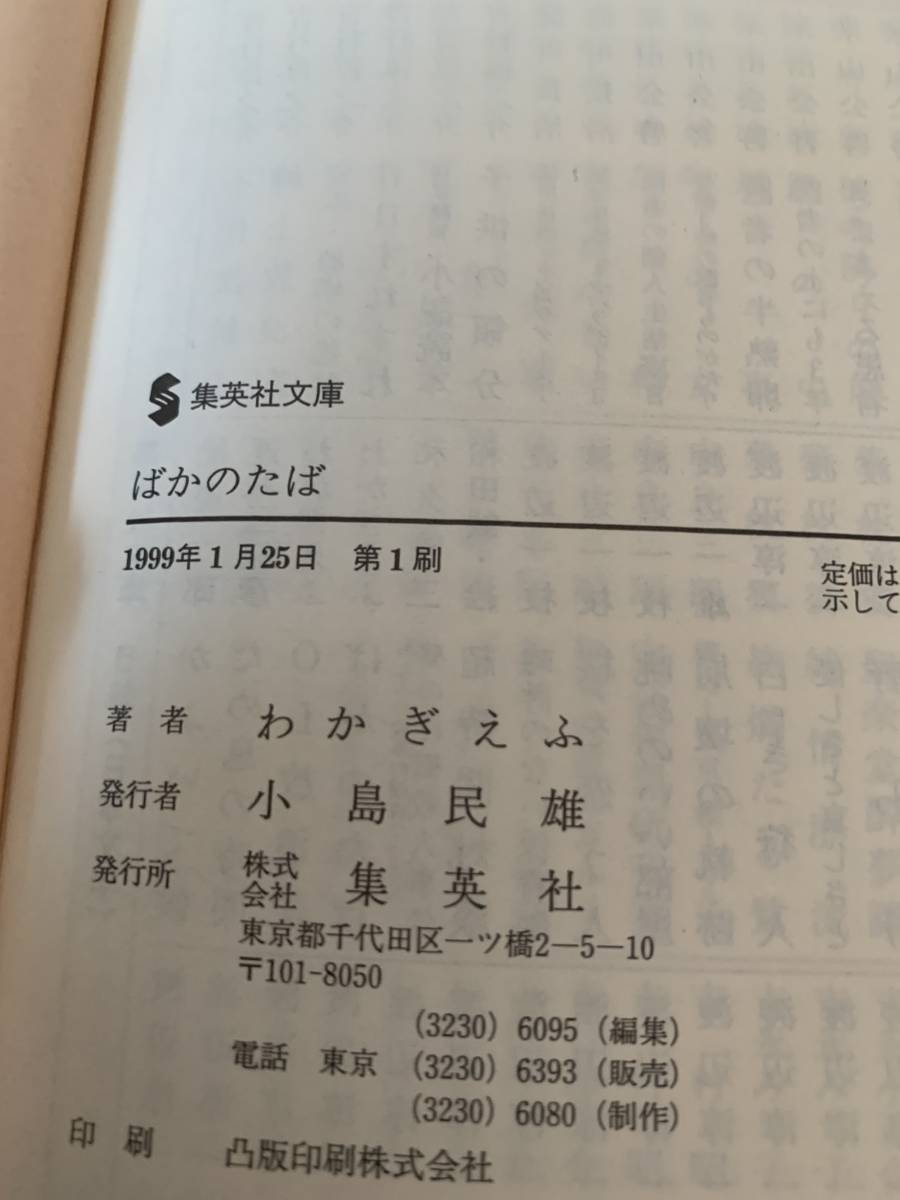 集英社文庫
ばかのたば
1999年1月25日 第1刷
定価は
示して
著者 わかぎえふ
発行者 小島民雄
発行所 株式会社 集英社
東京都千代田区一ツ橋2―5―10
〒101-8050
(3230) 6095 (編集)
電話 東京 (3230) 6393 (販売)
(3230) 6080 (制作)
印刷 凸版印刷株式会社